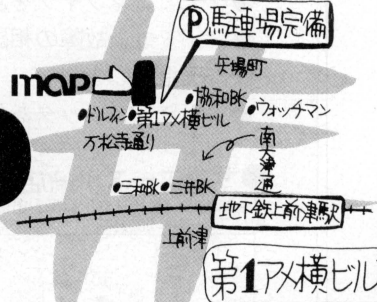 Ⓟ馬車場完備
map
矢場町
•協和BK
•ドルフィン•第1アメ横ビル
•ウォッチマン
万松寺通り
南大津通
•三和BK•三井BK
地下鉄上前津駅
上前津
第1アメ横ビル